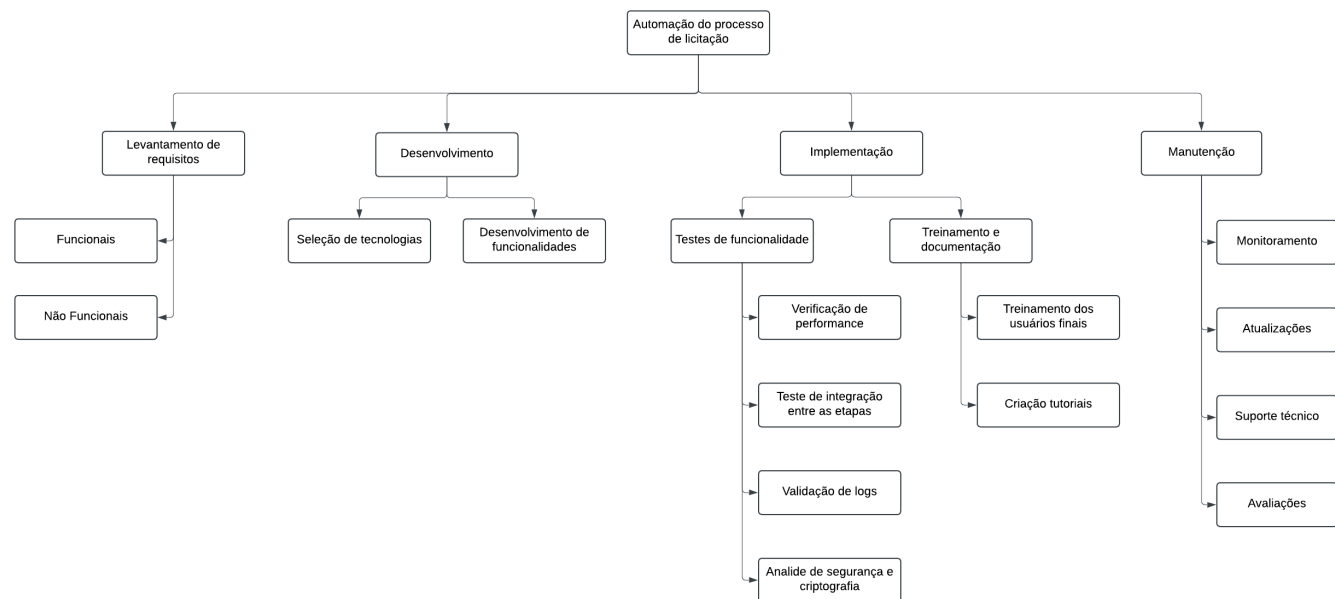 Automação do processo
de licitação
Levantamento de
requisitos
Desenvolvimento
Implementação
Manutenção
Funcionais
Não Funcionais
Seleção de tecnologias
Desenvolvimento de
funcionalidades
Testes de funcionalidade
Treinamento e
documentação
Verificação de
performance
Teste de integração
entre as etapas
Validação de logs
Analide de segurança e
criptografia
Treinamento dos
usuários finais
Criação tutoriais
Monitoramento
Atualizações
Suporte técnico
Avaliações